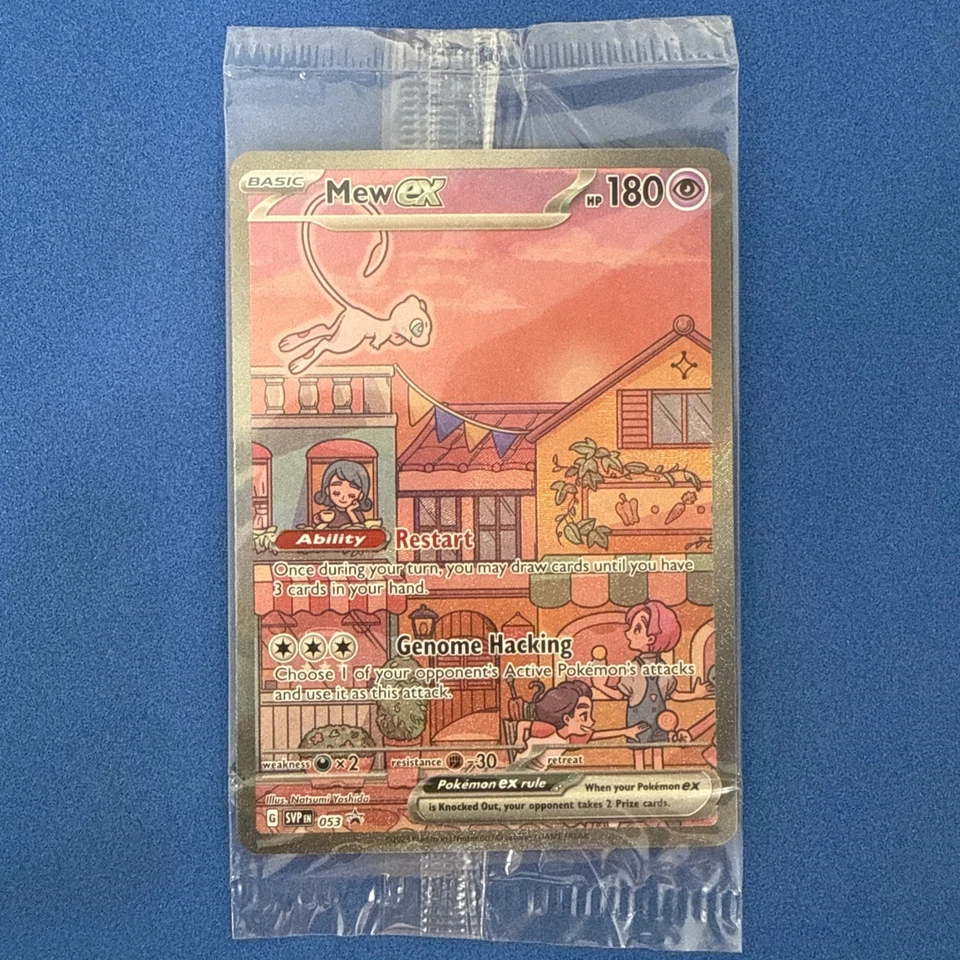 BASIC Mew ex HP 180
Ability Restart
Once during your turn, you may draw cards until you have
3 cards in your hand.
Genome Hacking
Choose 1 of your opponent's Active Pokémon's attacks
and use it as this attack.
weakness ×2 resistance -30 retreat
Pokémon ex rule When your Pokémon ex
is Knocked Out, your opponent takes 2 Prize cards.
Illus. Natsumi Yoshida
G SVP EN 053